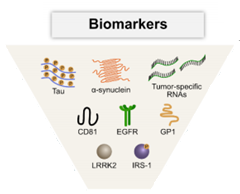 Biomarkers
Tau
α-synuclein
Tumor-specific
RNAs
CD81
EGFR
GP1
LRRK2
IRS-1